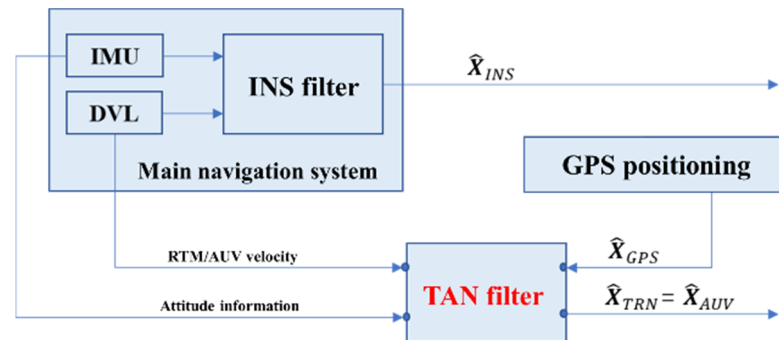 IMU
DVL
INS filter
Main navigation system
X̂_INS
GPS positioning
RTM/AUV velocity
Attitude information
TAN filter
X̂_GPS
X̂_TRN = X̂_AUV